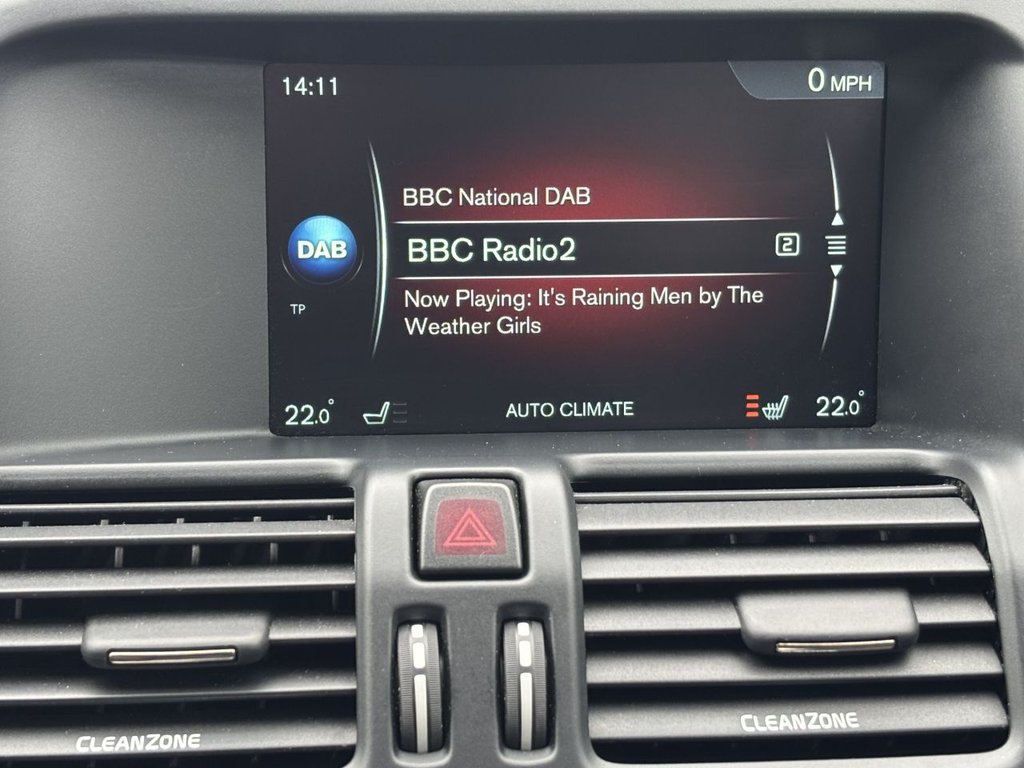 14:11
0 MPH
BBC National DAB
DAB
BBC Radio2
2
TP
Now Playing: It's Raining Men by The
Weather Girls
22.0°
AUTO CLIMATE
22.0°
CLEANZONE
CLEANZONE